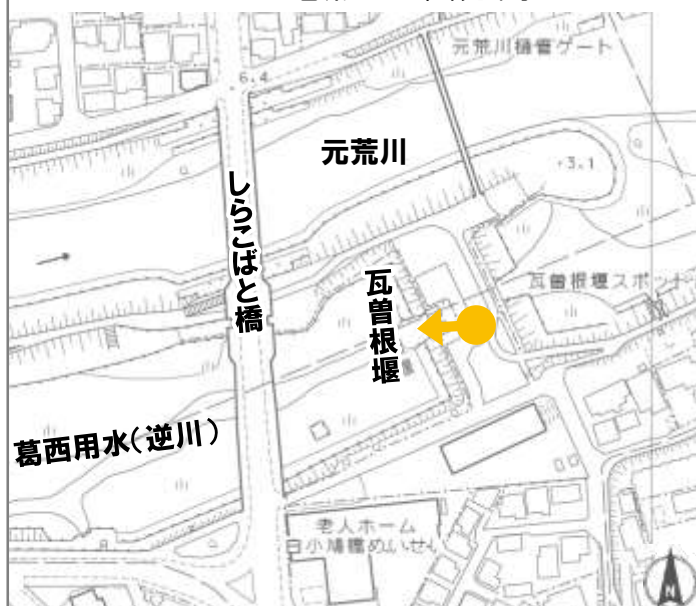 元荒川樋管ゲート
6.4
元荒川
+3.1
しらこばと橋
瓦曽根堰スポット
瓦曽根堰
葛西用水(逆川)
老人ホーム
N